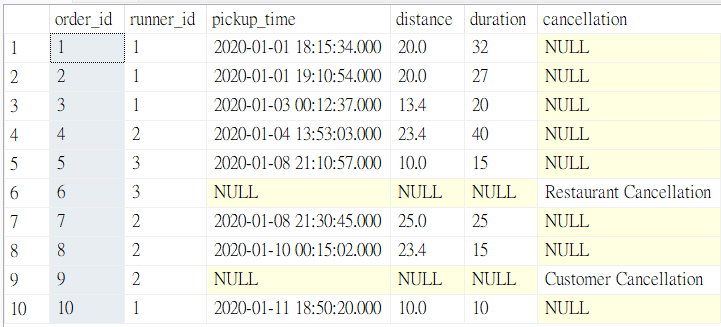 order_id runner_id pickup_time distance duration cancellation
1 1 1 2020-01-01 18:15:34.000 20.0 32 NULL
2 2 1 2020-01-01 19:10:54.000 20.0 27 NULL
3 3 1 2020-01-03 00:12:37.000 13.4 20 NULL
4 4 2 2020-01-04 13:53:03.000 23.4 40 NULL
5 5 3 2020-01-08 21:10:57.000 10.0 15 NULL
6 6 3 NULL NULL NULL Restaurant Cancellation
7 7 2 2020-01-08 21:30:45.000 25.0 25 NULL
8 8 2 2020-01-10 00:15:02.000 23.4 15 NULL
9 9 2 NULL NULL NULL Customer Cancellation
10 10 1 2020-01-11 18:50:20.000 10.0 10 NULL